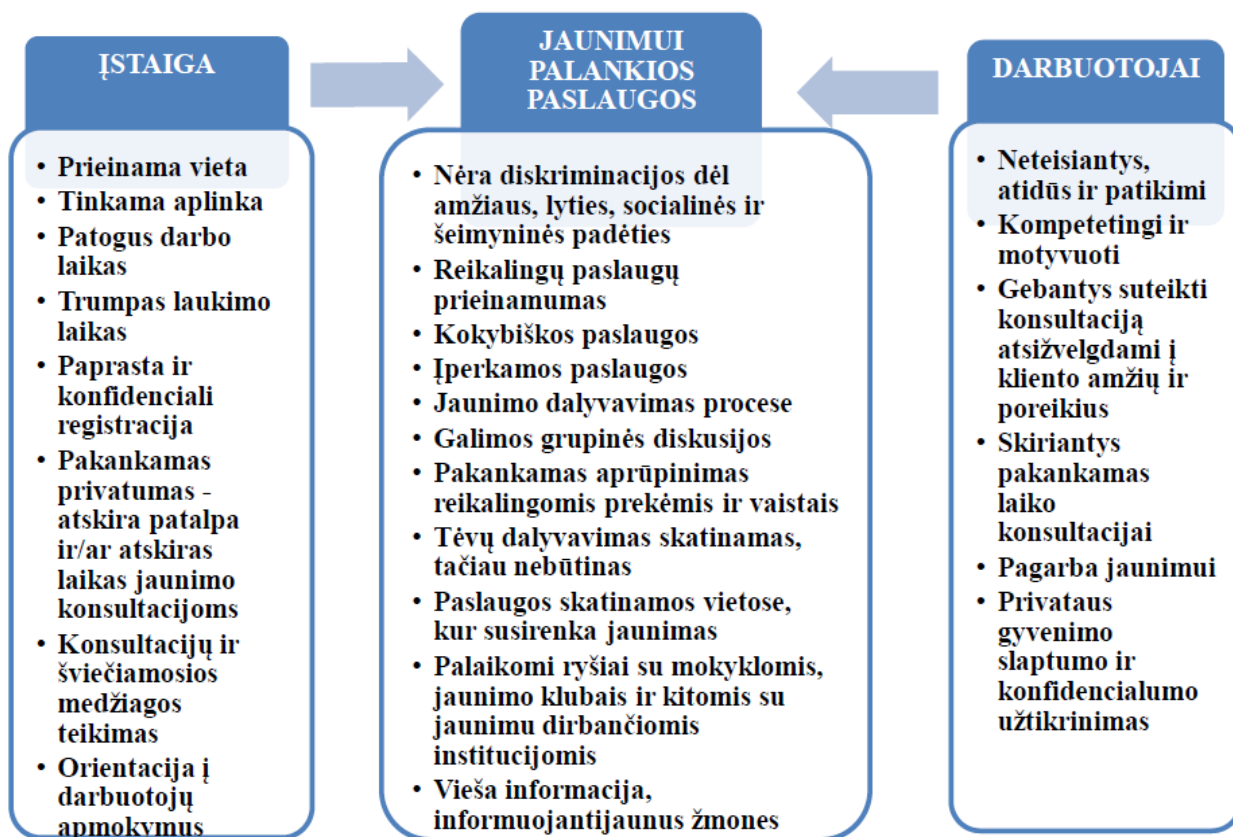 ĮSTAIGA
• Prieinama vieta
• Tinkama aplinka
• Patogus darbo
laikas
• Trumpas laukimo
laikas
• Paprasta ir
konfidenciali
registracija
• Pakankamas
privatumas -
atskira patalpa
ir/ar atskiras
laikas jaunimo
konsultacijoms
• Konsultacijų ir
šviečiamosios
medžiagos
teikimas
• Orientacija į
darbuotojų
apmokymus
JAUNIMUI
PALANKIOS
PASLAUGOS
• Nėra diskriminacijos dėl
amžiaus, lyties, socialinės ir
šeimyninės padėties
• Reikalingų paslaugų
prieinamumas
• Kokybiškos paslaugos
• Įperkamos paslaugos
• Jaunimo dalyvavimas procese
• Galimos grupinės diskusijos
• Pakankamas aprūpinimas
reikalingomis prekėmis ir vaistais
• Tėvų dalyvavimas skatinamas,
tačiau nebūtinas
• Paslaugos skatinamos vietose,
kur susirenka jaunimas
• Palaikomi ryšiai su mokyklomis,
jaunimo klubais ir kitomis su
jaunimu dirbančiomis
institucijomis
• Vieša informacija,
informuojantijaunus žmones
DARBUOTOJAI
• Neteisiantys,
atidūs ir patikimi
• Kompetetingi ir
motyvuoti
• Gebantys suteikti
konsultaciją
atsižvelgdami į
kliento amžių ir
poreikius
• Skiriantys
pakankamas
laiko
konsultacijai
• Pagarba jaunimui
• Privataus
gyvenimo
slaptumo ir
konfidencialumo
užtikrinimas